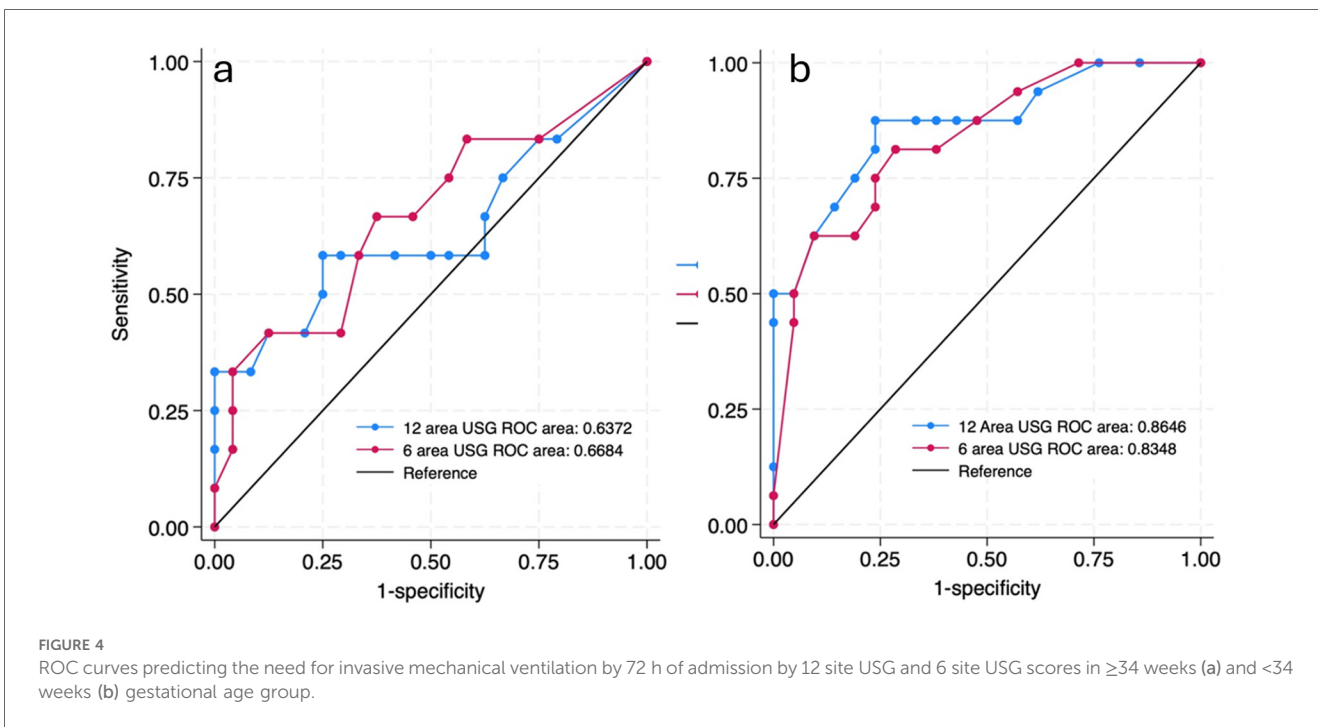 a
1.00
0.75
0.50
0.25
0.00
Sensitivity
12 area USG ROC area: 0.6372
6 area USG ROC area: 0.6684
Reference
0.00 0.25 0.50 0.75 1.00
1-specificity
b
1.00
0.75
0.50
0.25
0.00
12 Area USG ROC area: 0.8646
6 area USG ROC area: 0.8348
Reference
0.00 0.25 0.50 0.75 1.00
1-specificity
FIGURE 4
ROC curves predicting the need for invasive mechanical ventilation by 72 h of admission by 12 site USG and 6 site USG scores in ≥34 weeks (a) and <34
weeks (b) gestational age group.